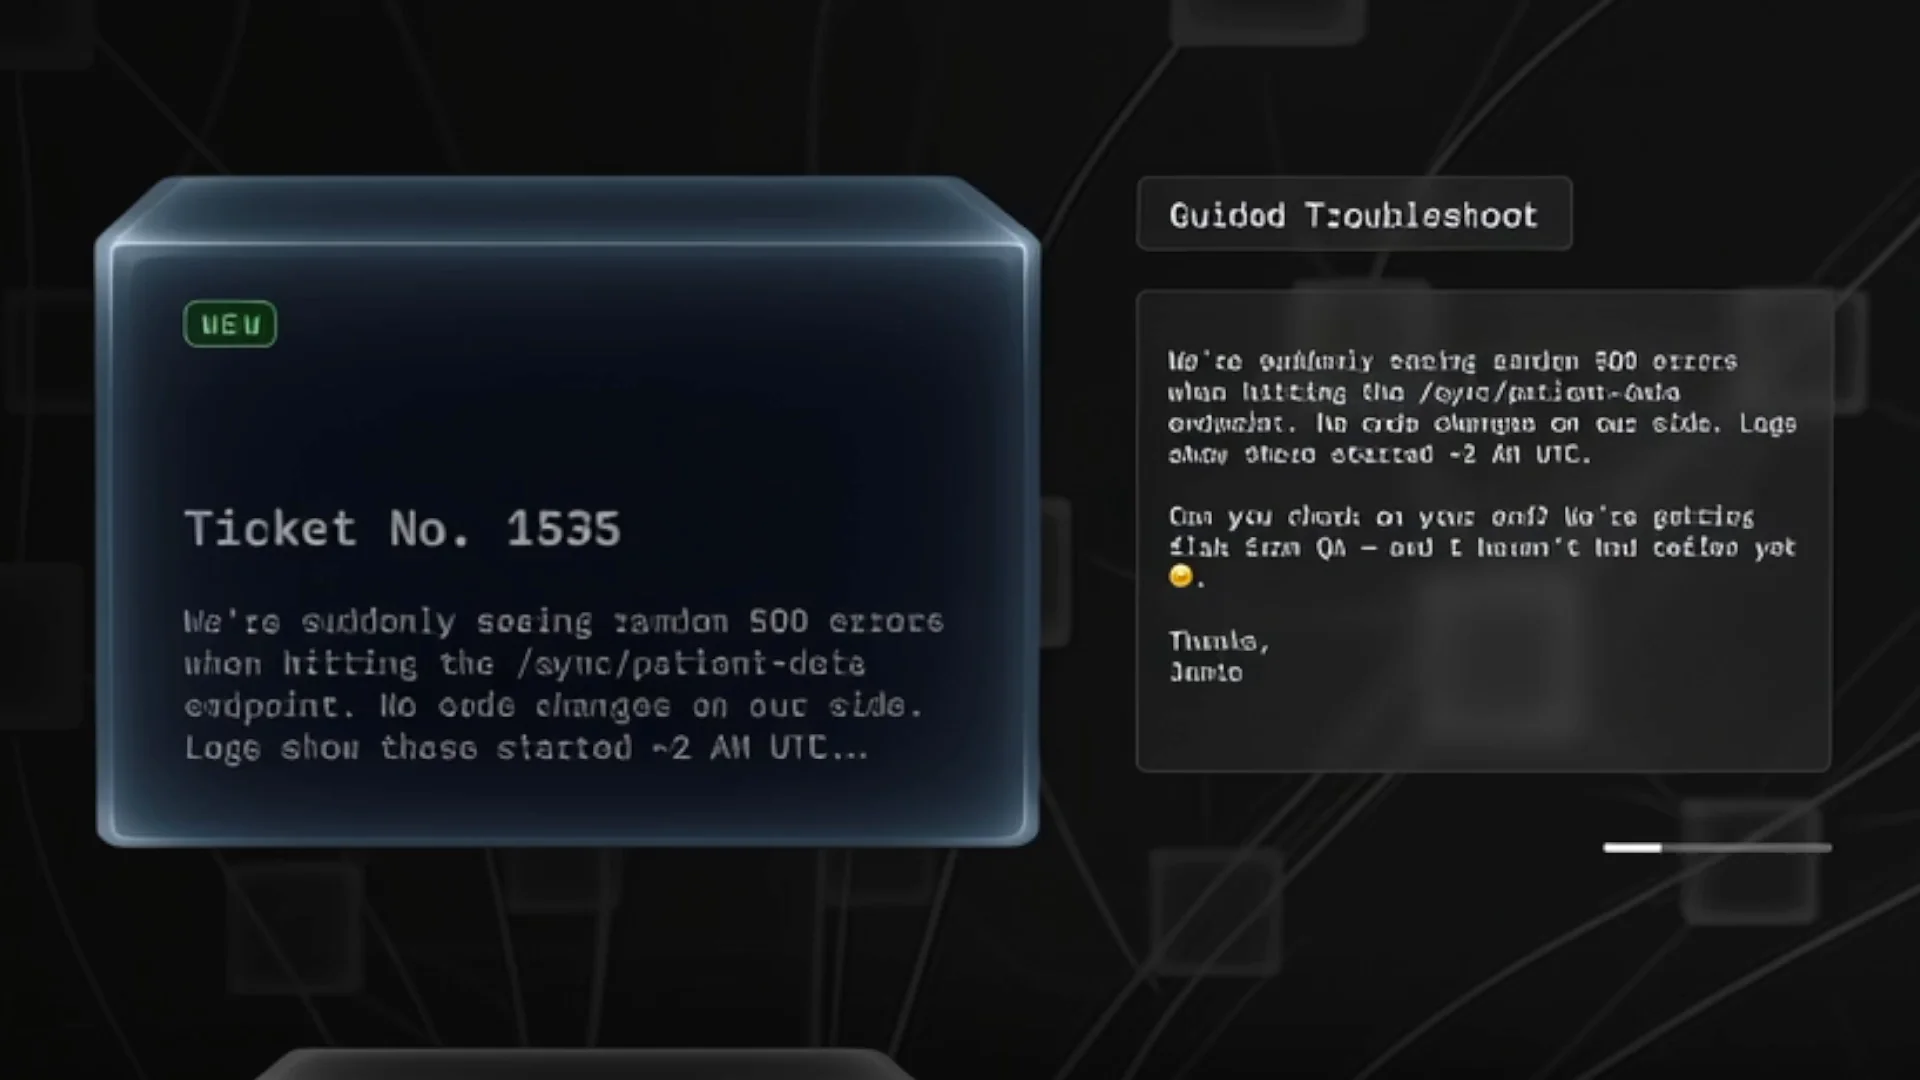 NEW
Ticket No. 1535
We're suddenly seeing random 500 errors
when hitting the /sync/patient-data
endpoint. No code changes on our side.
Logs show these started ~2 AM UTC...
Guided Troubleshoot
We're suddenly seeing random 500 errors
when hitting the /sync/patient-data
endpoint. No code changes on our side. Logs
show these started ~2 AM UTC.
Can you check on your end? We're getting
flak from QA — and I haven't had coffee yet
.
Thanks,
Jamie